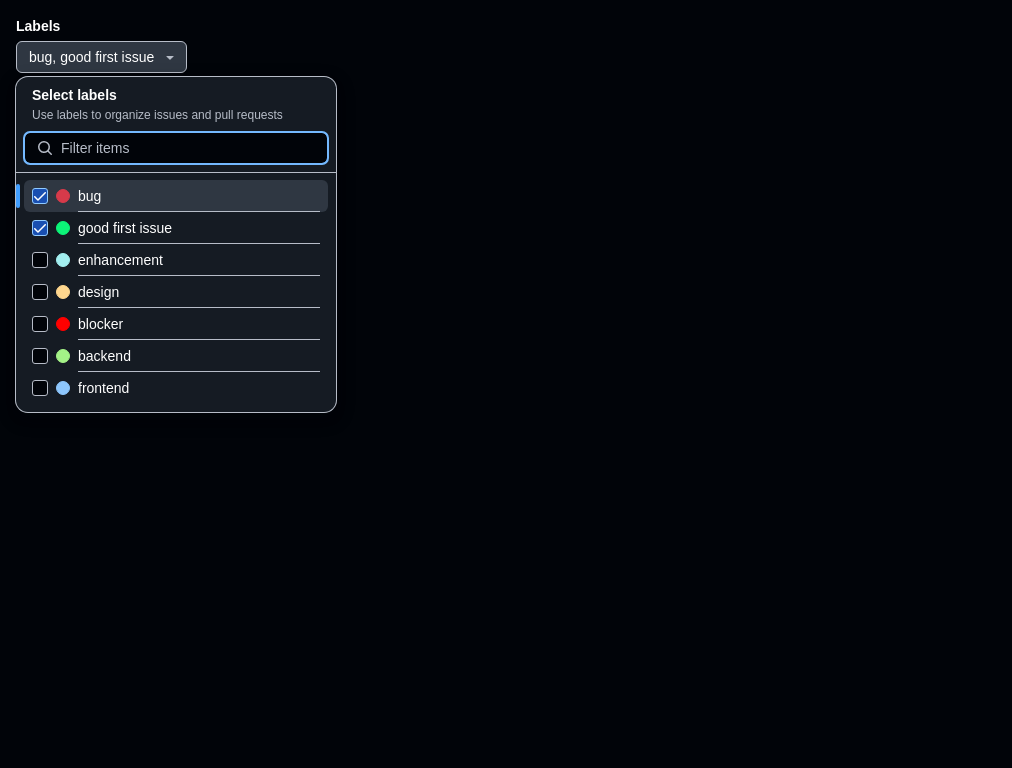 Labels
bug, good first issue
Select labels
Use labels to organize issues and pull requests
Filter items
bug
good first issue
enhancement
design
blocker
backend
frontend